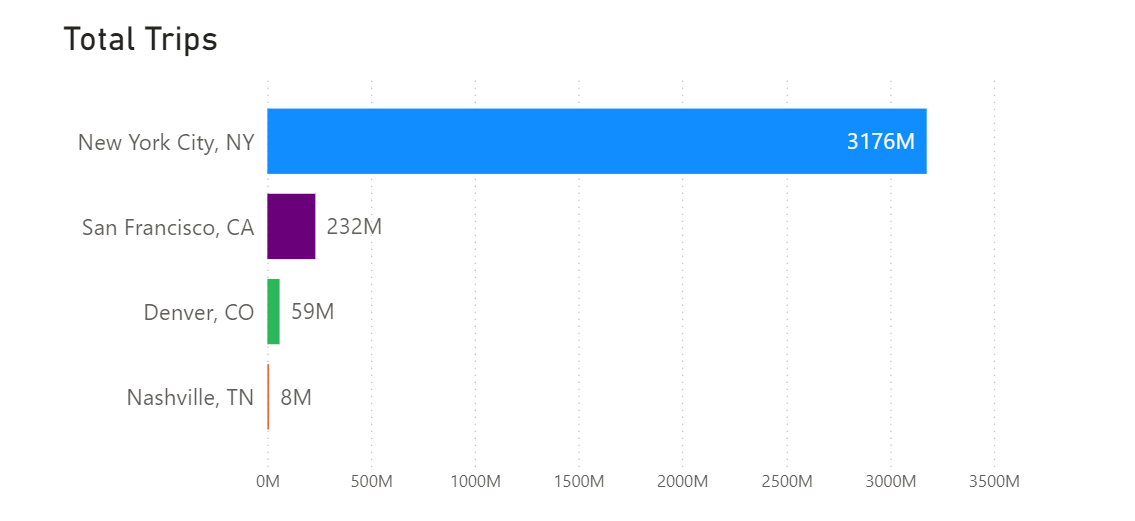 Total Trips
New York City, NY 3176M
San Francisco, CA 232M
Denver, CO 59M
Nashville, TN 8M
0M 500M 1000M 1500M 2000M 2500M 3000M 3500M